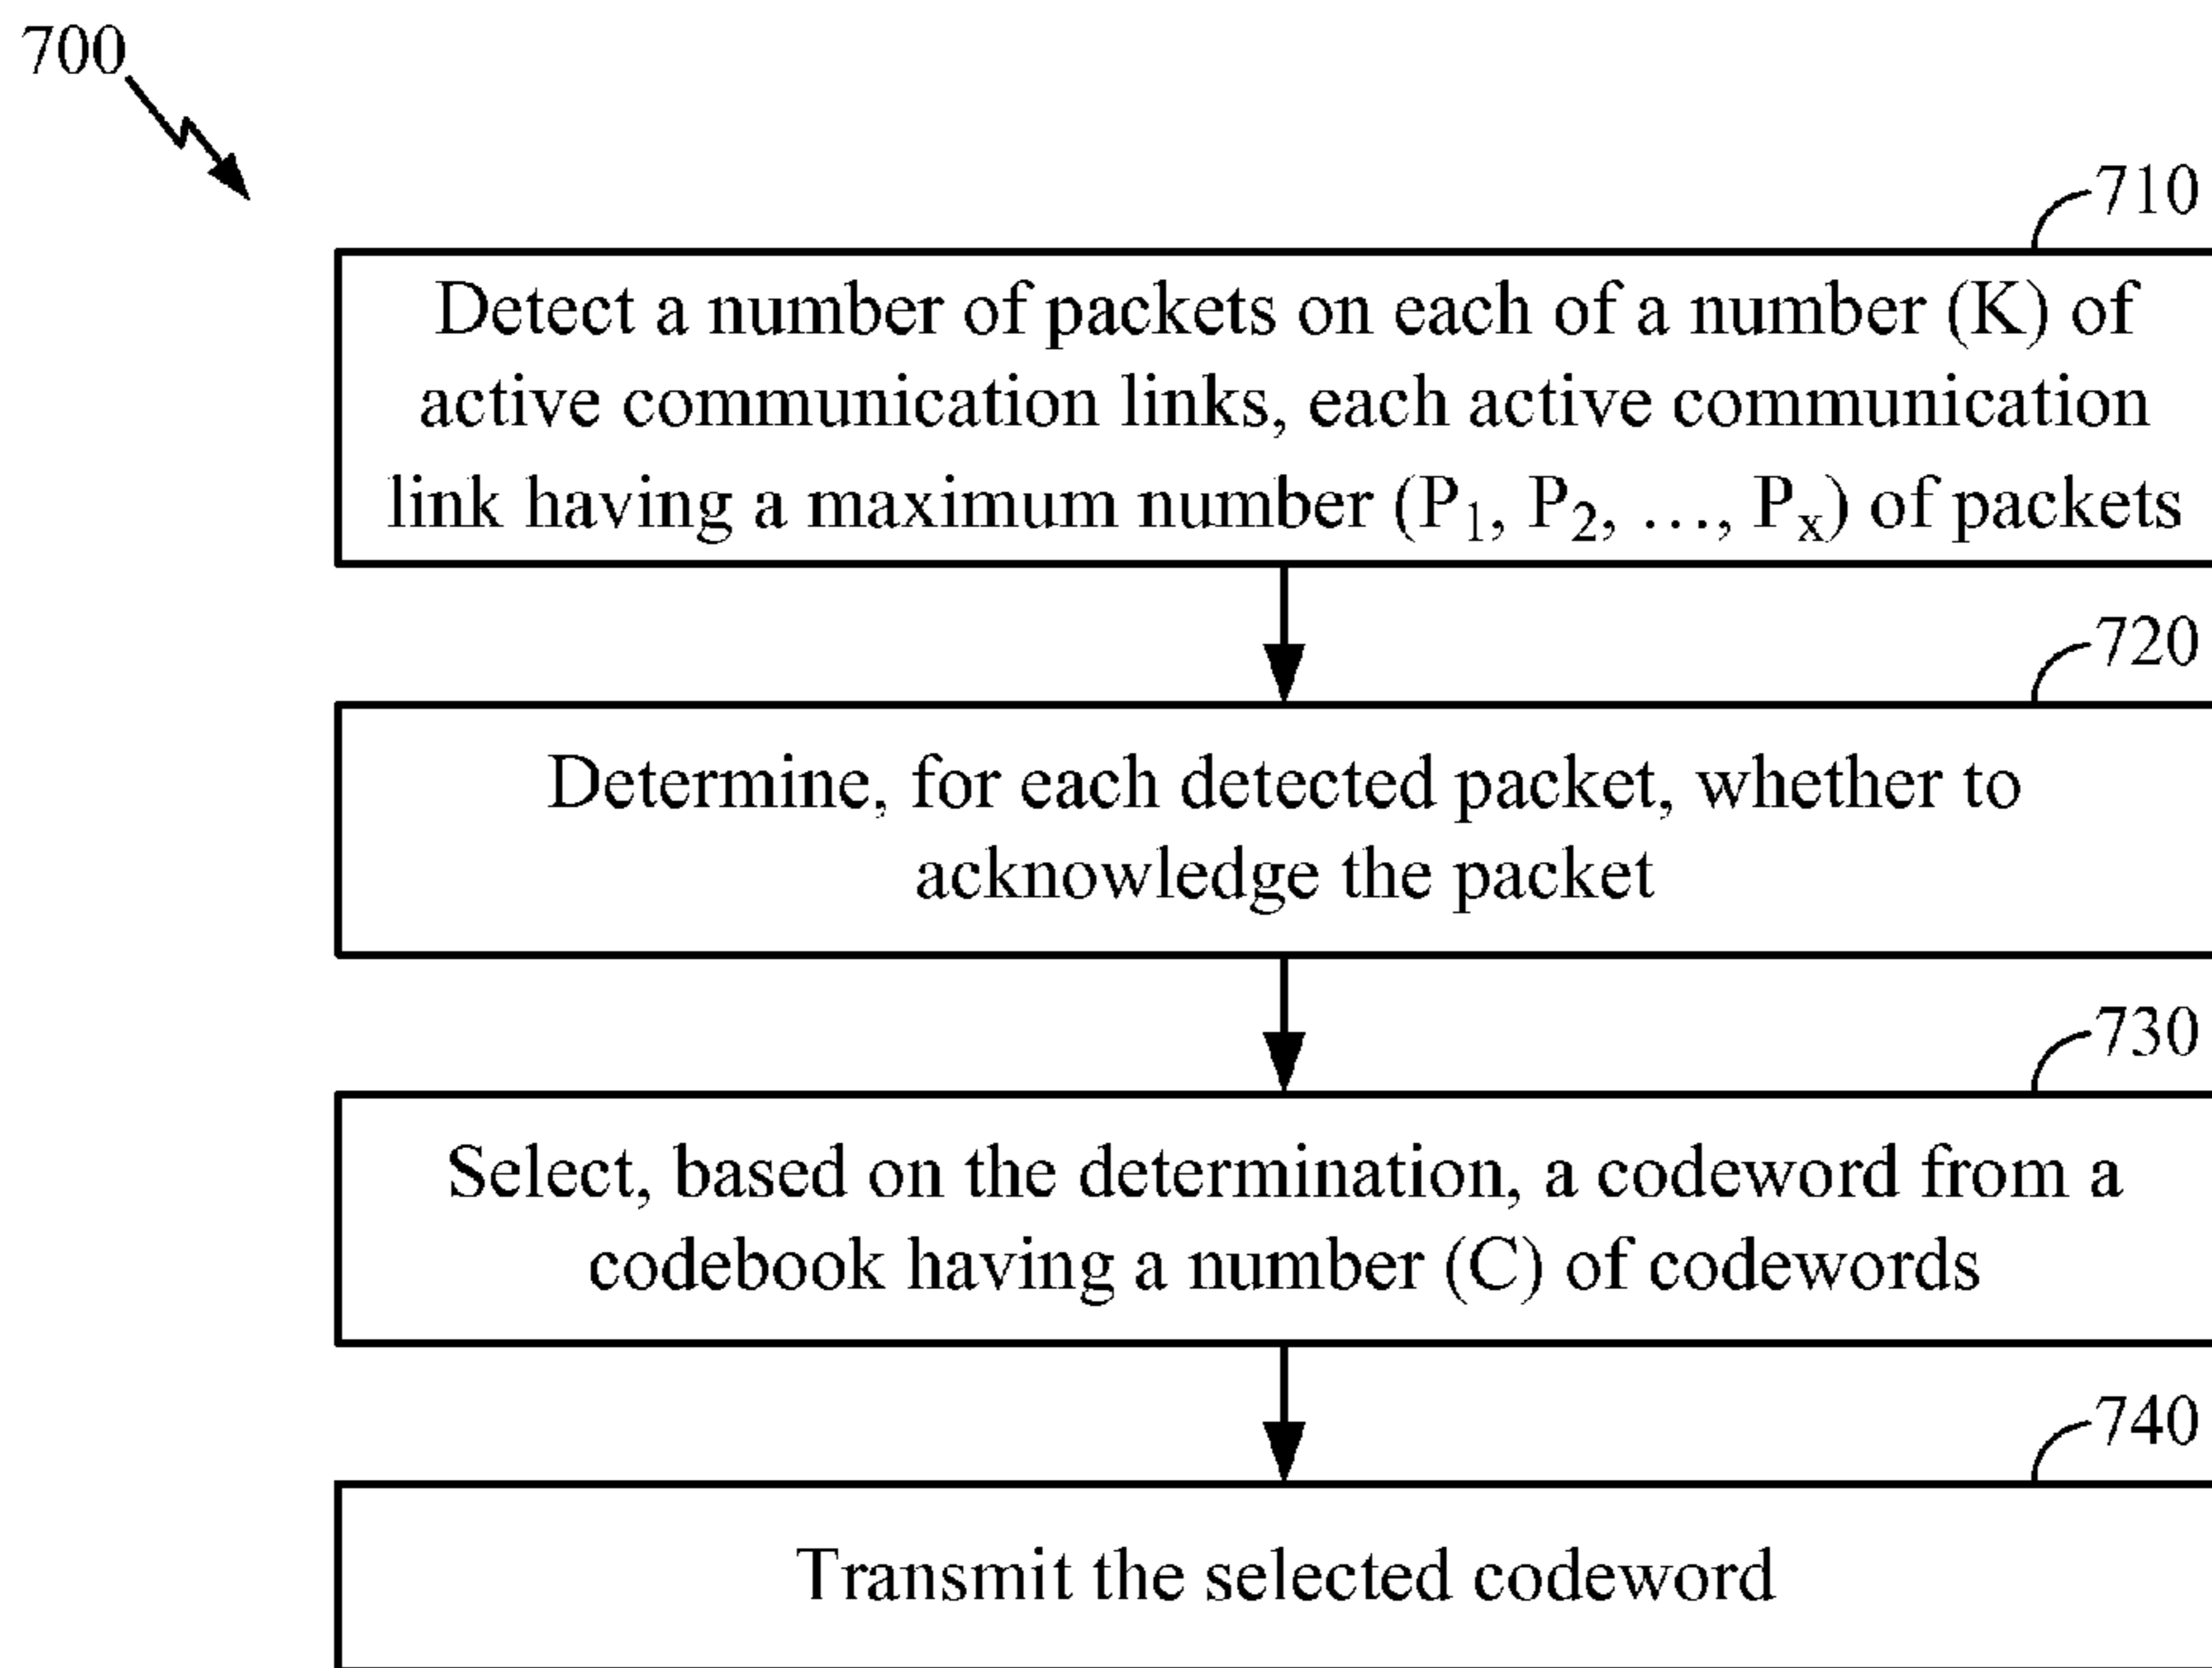 700
710
Detect a number of packets on each of a number (K) of
active communication links, each active communication
link having a maximum number (P₁, P₂, …, Pₓ) of packets
720
Determine, for each detected packet, whether to
acknowledge the packet
730
Select, based on the determination, a codeword from a
codebook having a number (C) of codewords
740
Transmit the selected codeword